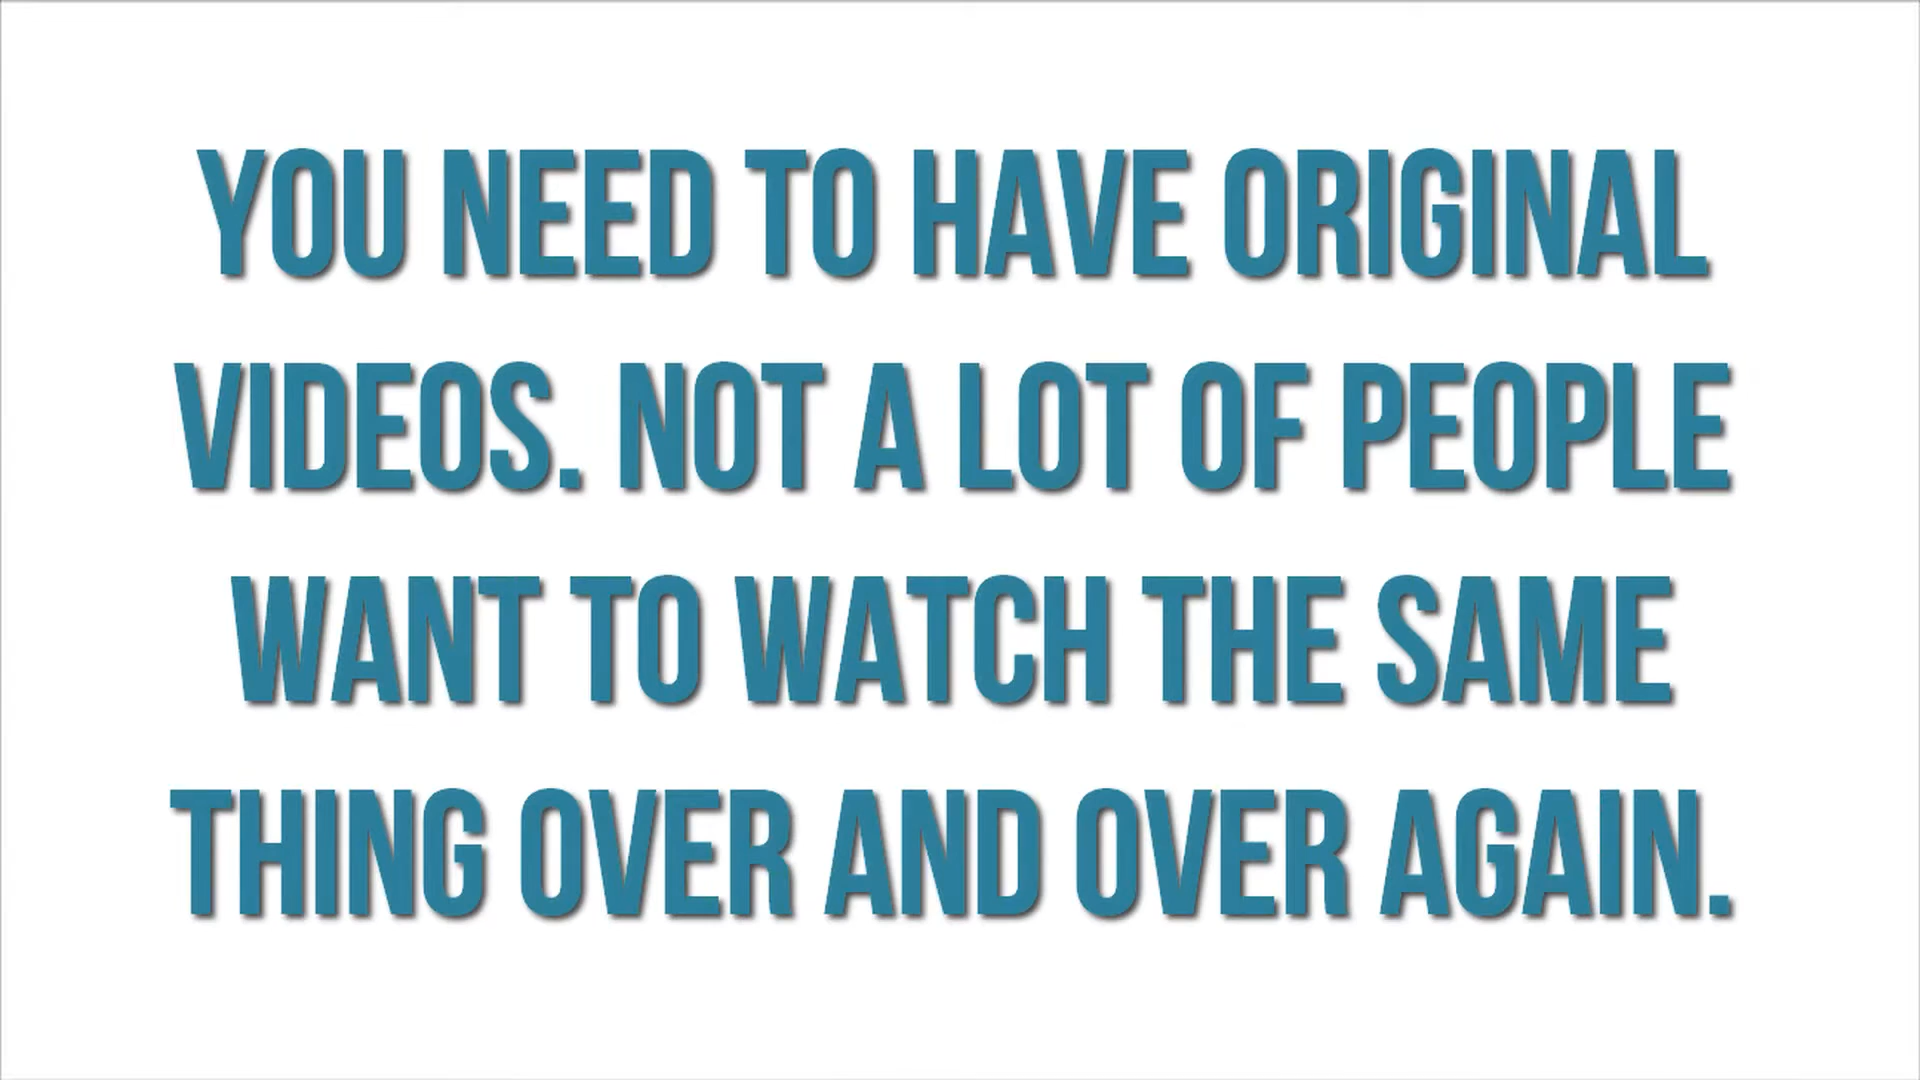 YOU NEED TO HAVE ORIGINAL
VIDEOS. NOT A LOT OF PEOPLE
WANT TO WATCH THE SAME
THING OVER AND OVER AGAIN.